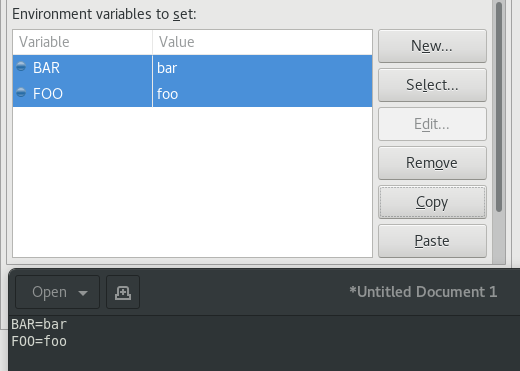 Environment variables to set:
Variable Value
BAR bar
FOO foo
New...
Select...
Edit...
Remove
Copy
Paste
Open *Untitled Document 1
BAR=bar
FOO=foo